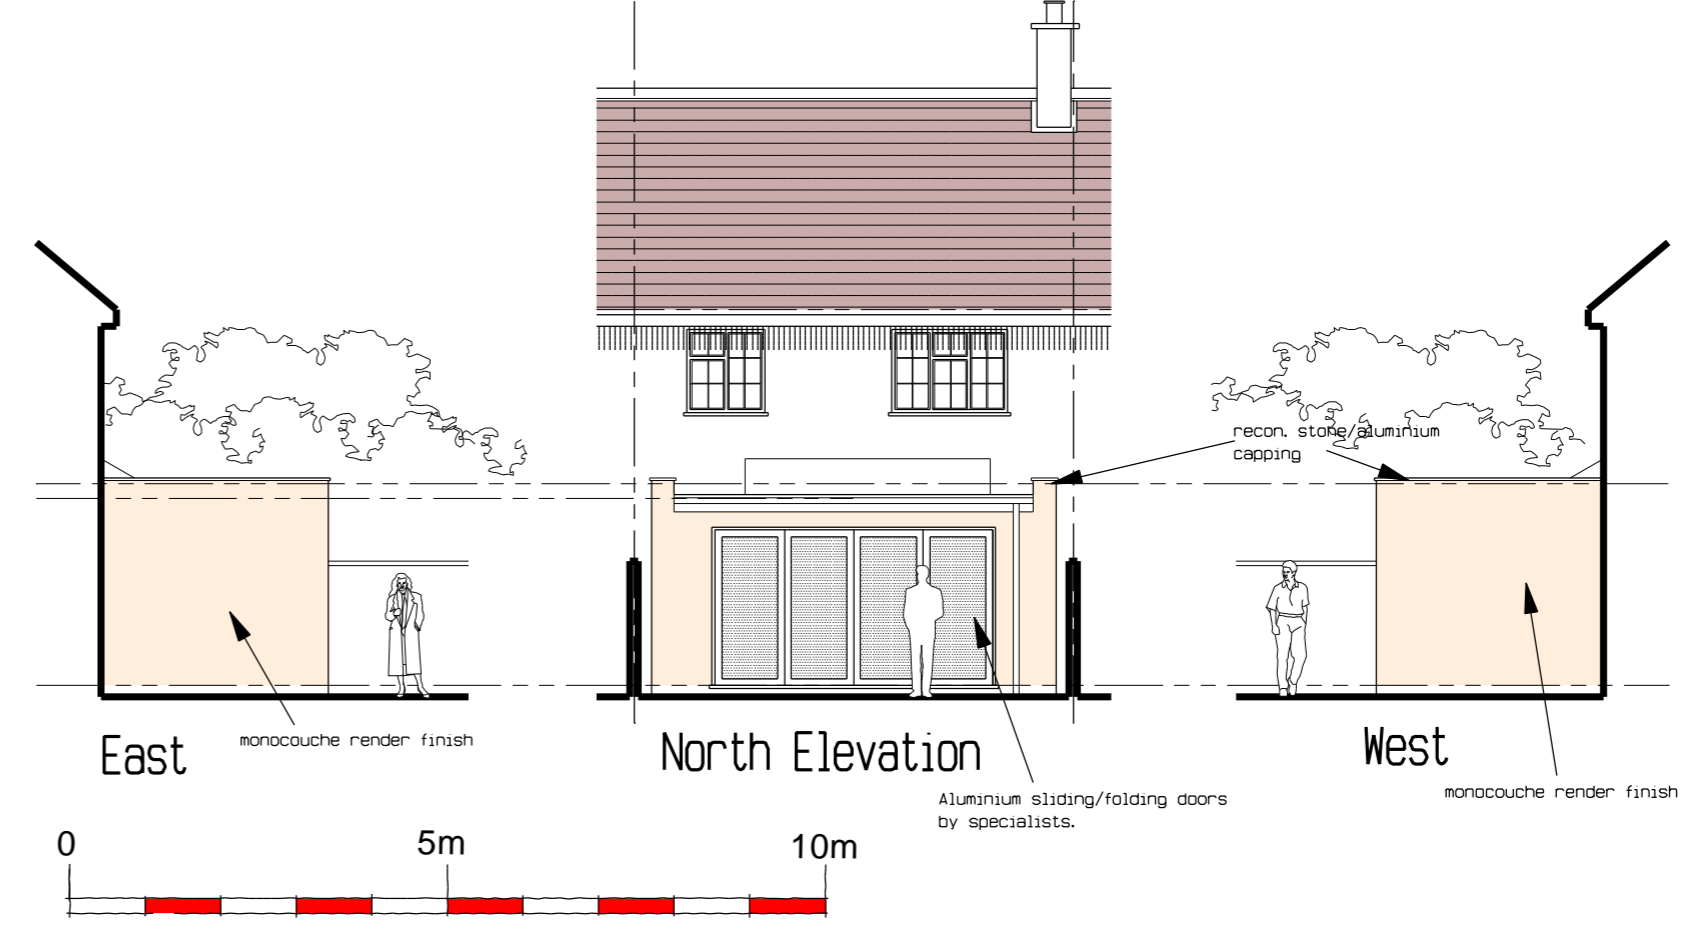 recon. stone/aluminium
capping
East
monocouche render finish
North Elevation
West
Aluminium sliding/folding doors
by specialists.
monocouche render finish
0
5m
10m